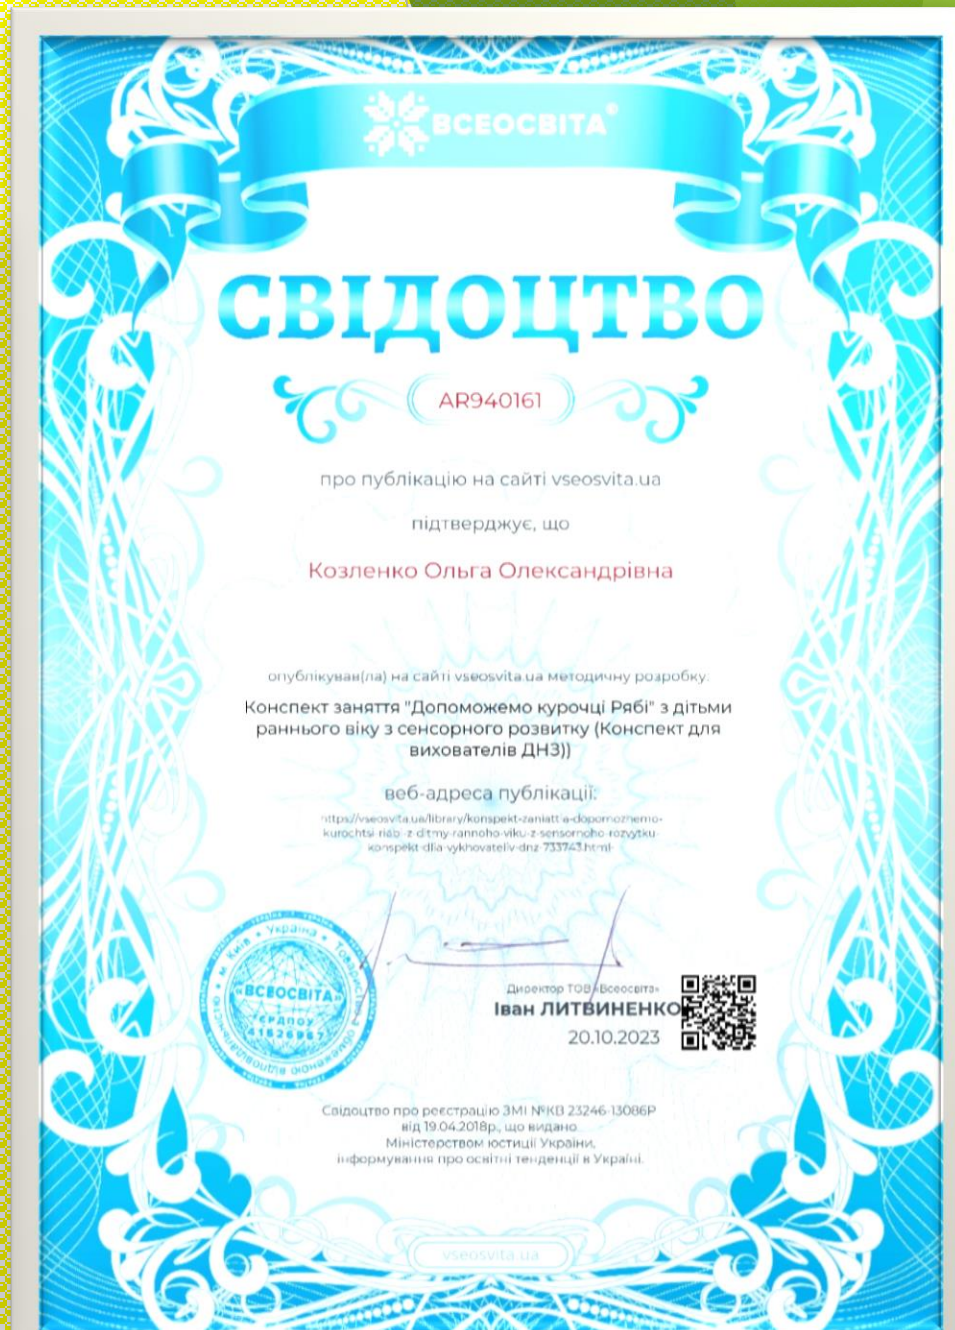 ВСЕОСВІТА
СВІДОЦТВО
AR940161
про публікацію на сайті vseosvita.ua
підтверджує, що
Козленко Ольга Олександрівна
опублікував(ла) на сайті vseosvita.ua методичну розробку:
Конспект заняття "Допоможемо курочці Рябі" з дітьми
раннього віку з сенсорного розвитку (Конспект для
вихователів ДНЗ))
веб-адреса публікації:
https://vseosvita.ua/library/konspekt-zaniattia-dopomozhemo-
kurochtsi-riabi-z-ditmy-rannoho-viku-z-sensornoho-rozvytku-
konspekt-dlia-vykhovateliv-dnz-733743.html
Україна
м. Київ
«ВСЕОСВІТА»
Директор ТОВ «Всеосвіта»
Іван ЛИТВИНЕНКО
20.10.2023
Свідоцтво про реєстрацію ЗМІ №КВ 23246-13086Р
від 19.04.2018р., що видано
Міністерством юстиції України,
інформування про освітні тенденції в Україні.
vseosvita.ua